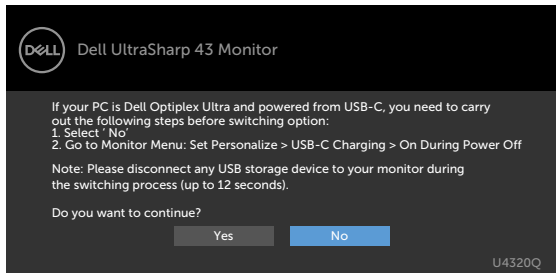 DELL
Dell UltraSharp 43 Monitor
If your PC is Dell Optiplex Ultra and powered from USB-C, you need to carry
out the following steps before switching option:
1. Select ‘ No’
2. Go to Monitor Menu: Set Personalize > USB-C Charging > On During Power Off
Note: Please disconnect any USB storage device to your monitor during
the switching process (up to 12 seconds).
Do you want to continue?
Yes
No
U4320Q